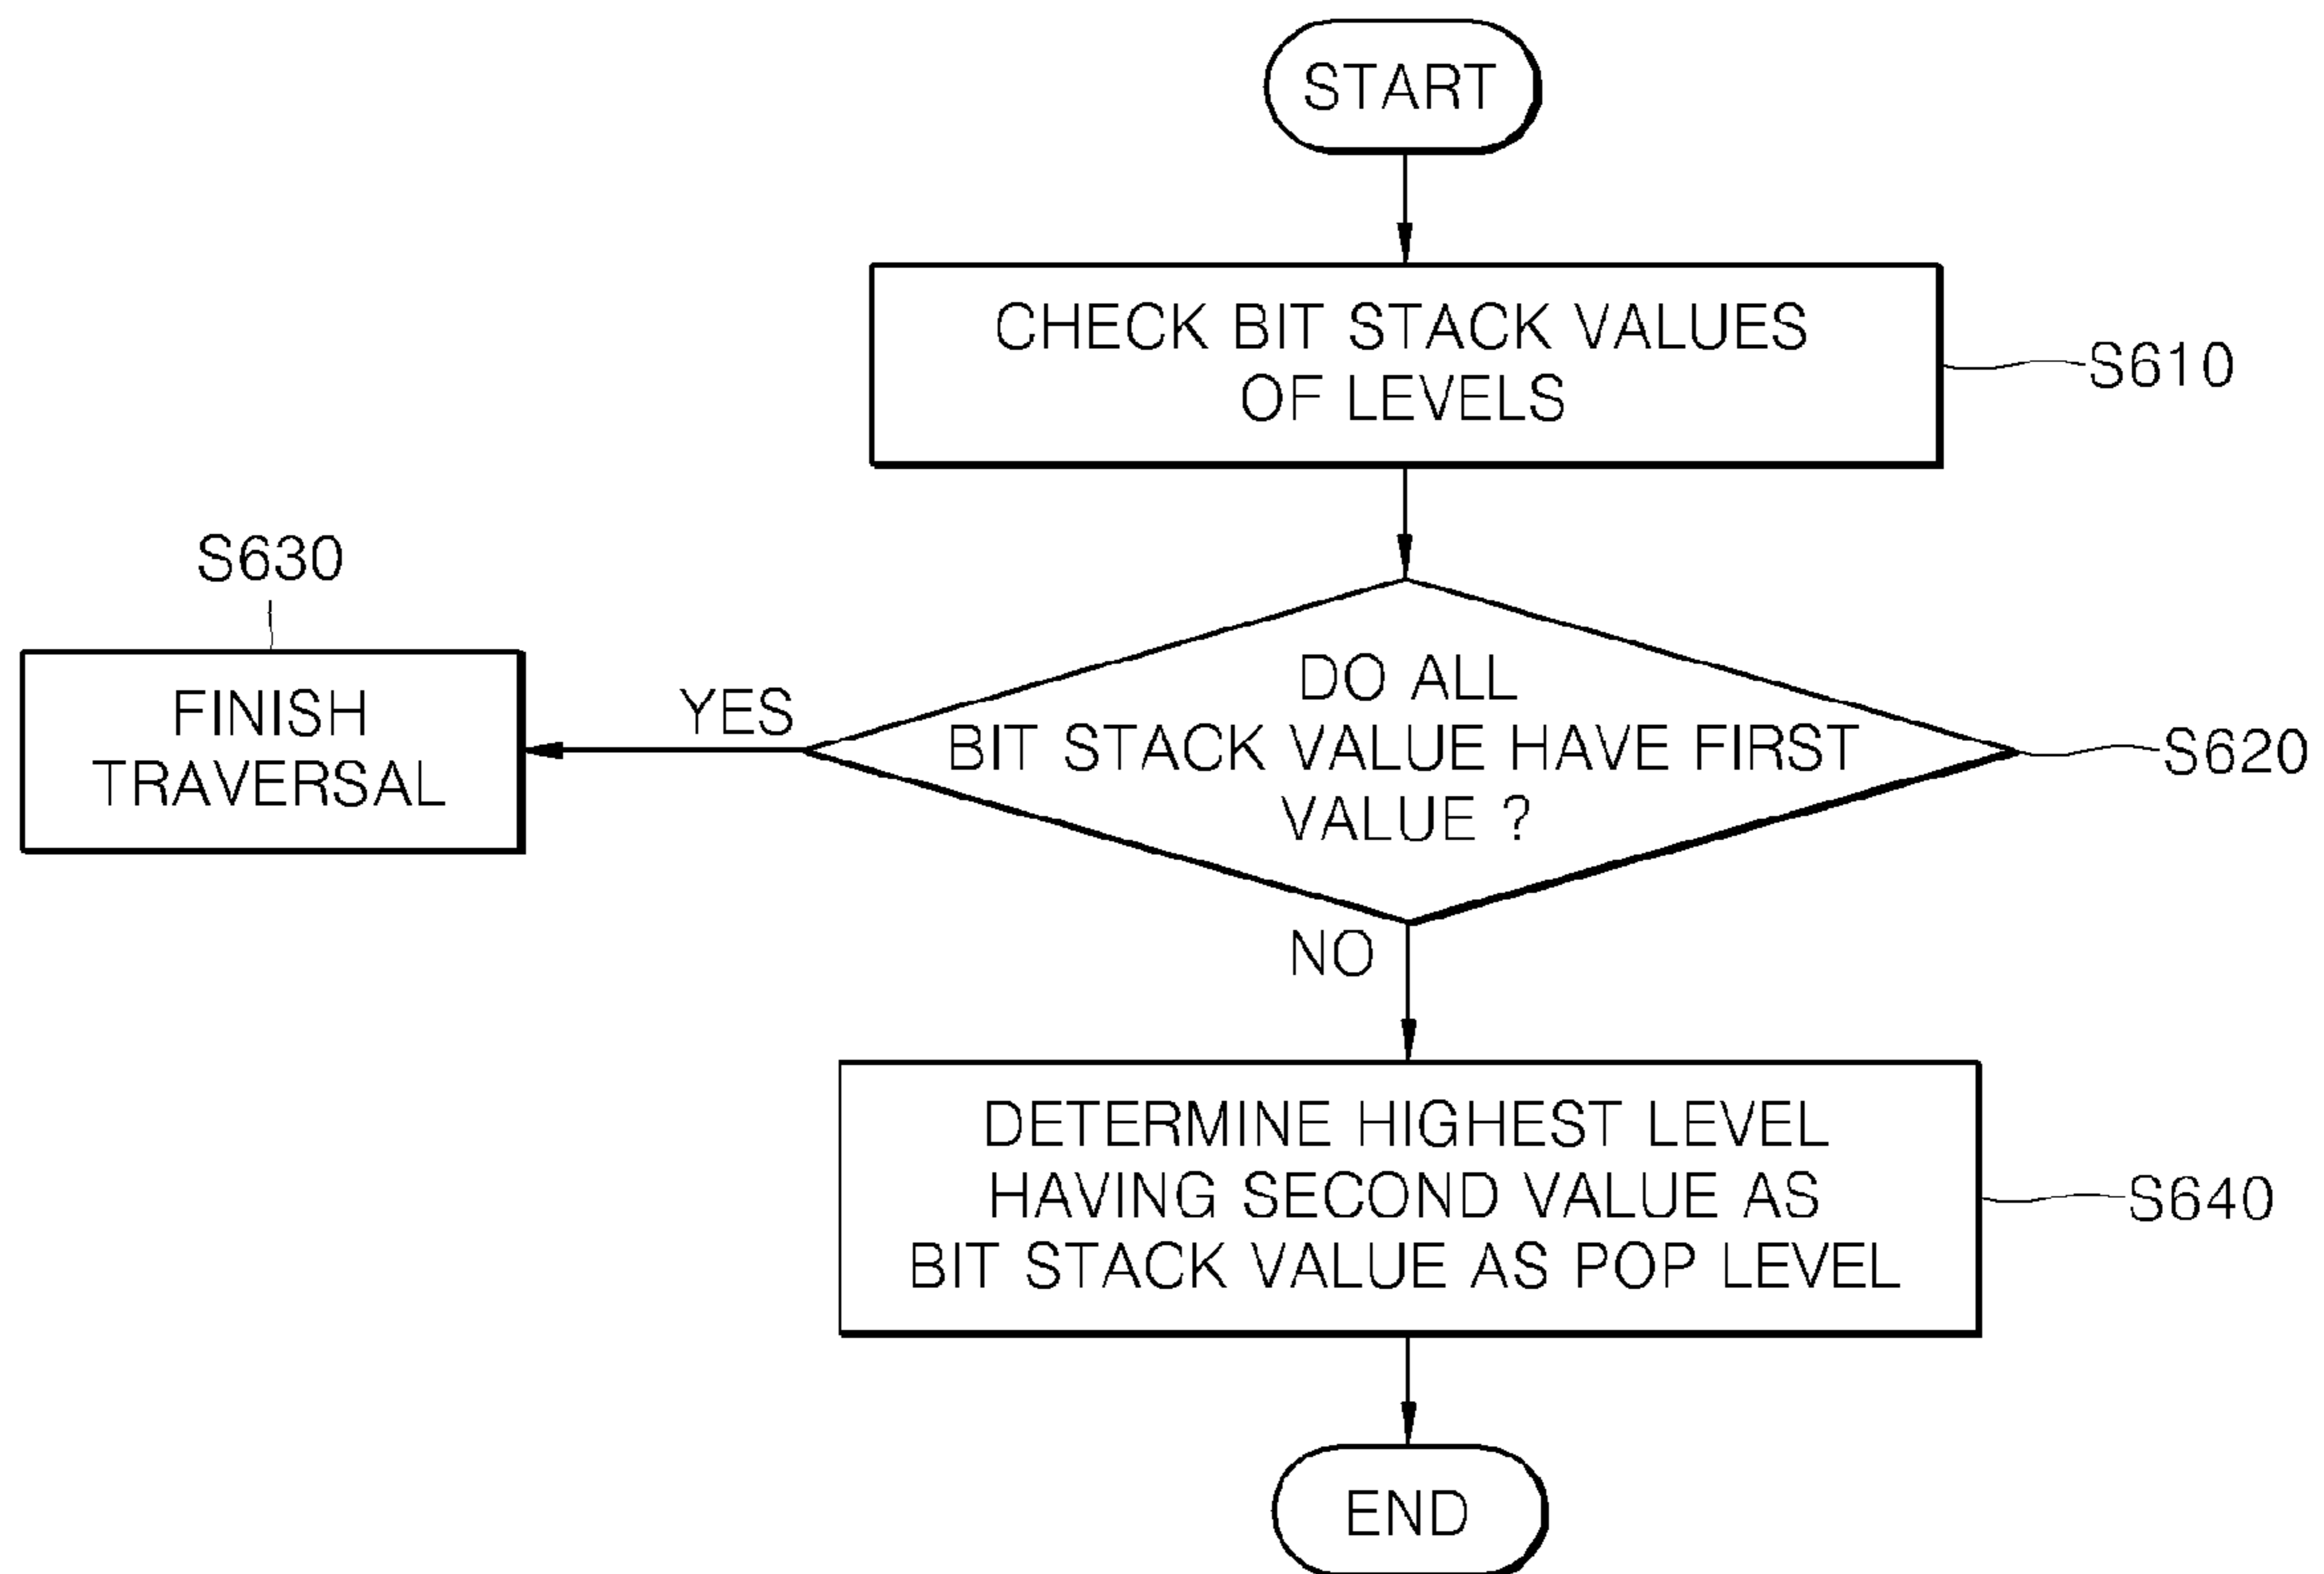 START
CHECK BIT STACK VALUES
OF LEVELS
S610
S630
FINISH
TRAVERSAL
YES
DO ALL
BIT STACK VALUE HAVE FIRST
VALUE ?
S620
NO
DETERMINE HIGHEST LEVEL
HAVING SECOND VALUE AS
BIT STACK VALUE AS POP LEVEL
S640
END